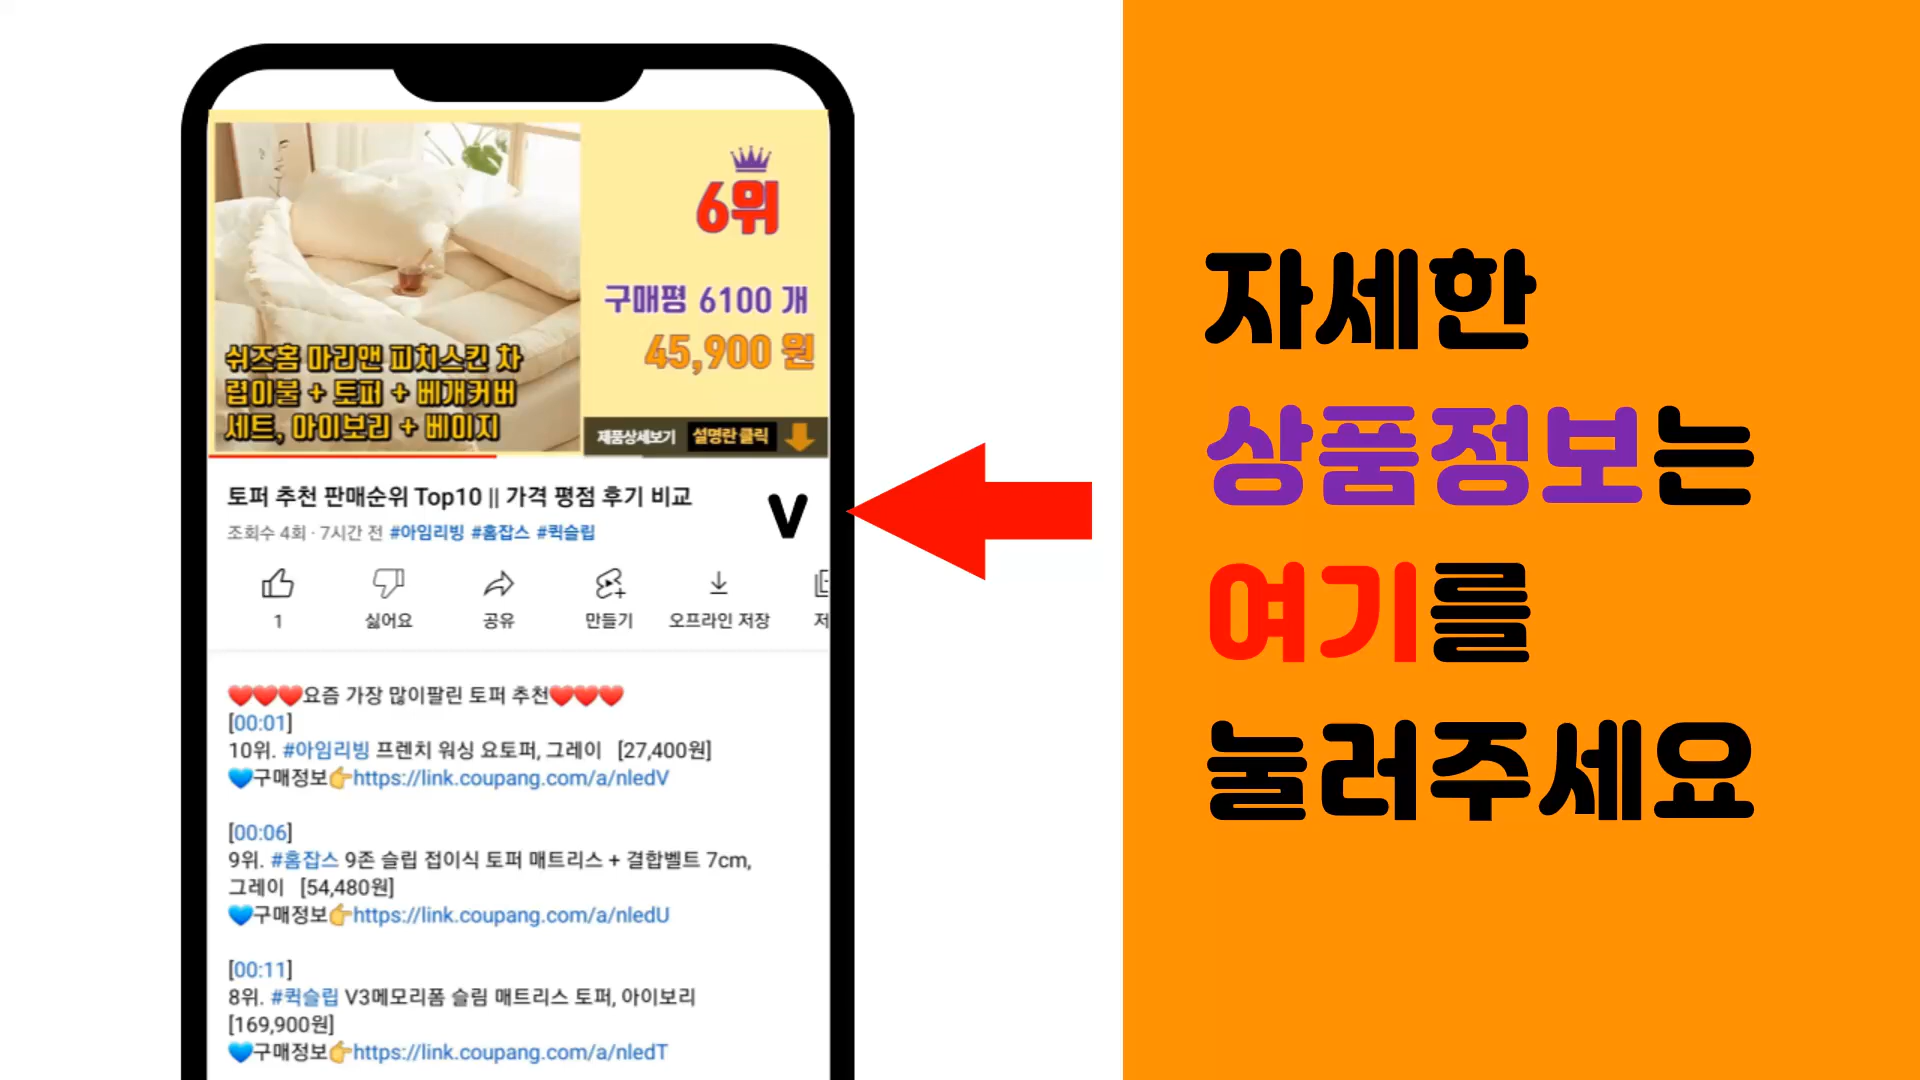 6위
구매평 6100 개
45,900 원
쉬즈홈 마리앤 피치스킨 차
렵이불 + 토퍼 + 베개커버
세트, 아이보리 + 베이지
제품상세보기 설명란 클릭
토퍼 추천 판매순위 Top10 || 가격 평점 후기 비교
V
조회수 4회 · 7시간 전 #아임리빙 #홈잡스 #퀵슬립
1 싫어요 공유 만들기 오프라인 저장 저
❤️❤️❤️요즘 가장 많이팔린 토퍼 추천❤️❤️❤️
[00:01]
10위. #아임리빙 프렌치 워싱 요토퍼, 그레이 [27,400원]
💙구매정보👉https://link.coupang.com/a/nledV
[00:06]
9위. #홈잡스 9존 슬립 접이식 토퍼 매트리스 + 결합벨트 7cm,
그레이 [54,480원]
💙구매정보👉https://link.coupang.com/a/nledU
[00:11]
8위. #퀵슬립 V3메모리폼 슬림 매트리스 토퍼, 아이보리
[169,900원]
💙구매정보👉https://link.coupang.com/a/nledT
자세한
상품정보는
여기를
눌러주세요